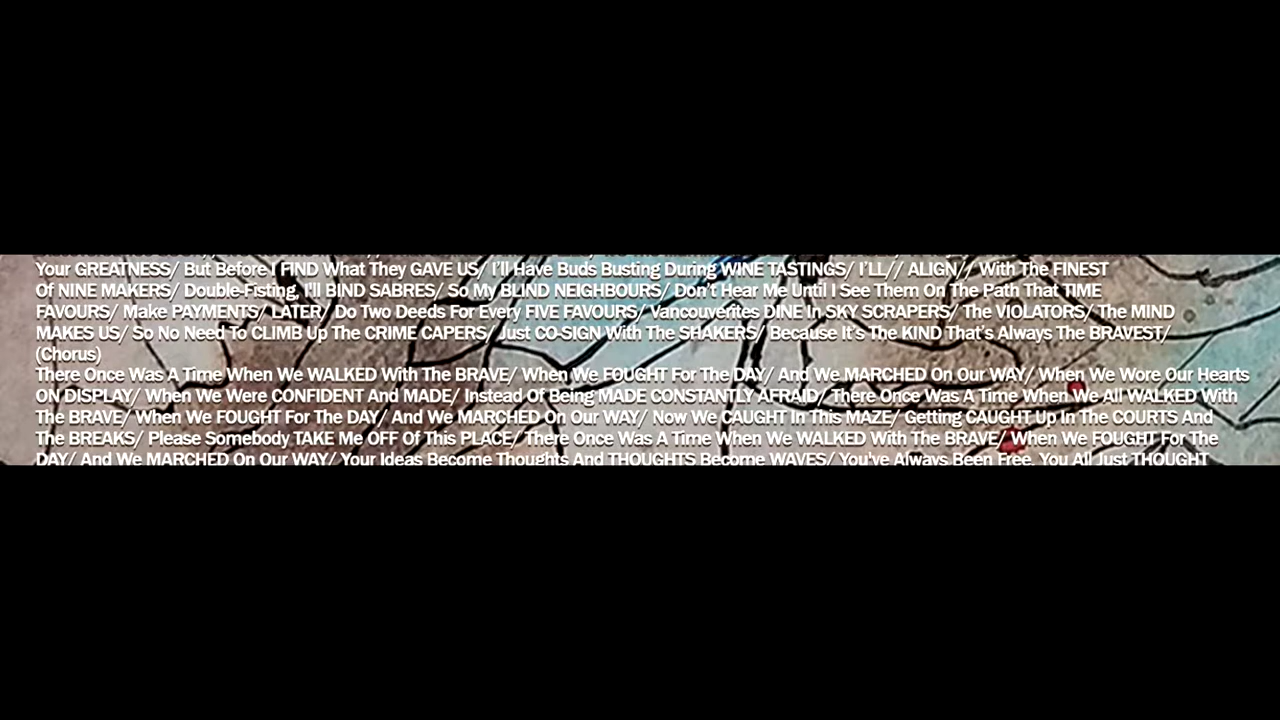 Your GREATNESS/ But Before I FIND What They GAVE US/ I'll Have Buds Busting During WINE TASTINGS/ I'LL// ALIGN// With The FINEST
Of NINE MAKERS/ Double-Fisting, I'll BIND SABRES/ So My BLIND NEIGHBOURS/ Don't Hear Me Until I See Them On The Path That TIME
FAVOURS/ Make PAYMENTS/ LATER/ Do Two Deeds For Every FIVE FAVOURS/ Vancouverites DINE In SKY SCRAPERS/ The VIOLATORS/ The MIND
MAKES US/ So No Need To CLIMB Up The CRIME CAPERS/ Just CO-SIGN With The SHAKERS/ Because It's The KIND That's Always The BRAVEST/
(Chorus)
There Once Was A Time When We WALKED With The BRAVE/ When We FOUGHT For The DAY/ And We MARCHED On Our WAY/ When We Wore Our Hearts
ON DISPLAY/ When We Were CONFIDENT And MADE/ Instead Of Being MADE CONSTANTLY AFRAID/ There Once Was A Time When We All WALKED With
The BRAVE/ When We FOUGHT For The DAY/ And We MARCHED On Our WAY/ Now We CAUGHT In This MAZE/ Getting CAUGHT Up In The COURTS And
The BREAKS/ Please Somebody TAKE Me OFF Of This PLACE/ There Once Was A Time When We WALKED With The BRAVE/ When We FOUGHT For The
DAY/ And We MARCHED On Our WAY/ Your Ideas Become Thoughts And THOUGHTS Become WAVES/ You've Always Been Free, You All Just THOUGHT